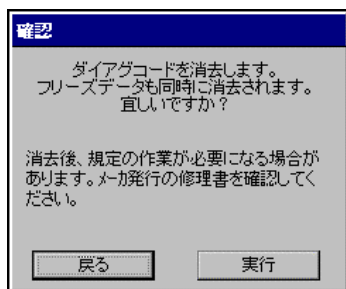 確認
ダイアグコードを消去します。
フリーズデータも同時に消去されます。
宜しいですか？
消去後、規定の作業が必要になる場合が
あります。メーカ発行の修理書を確認してく
ださい。
戻る
実行